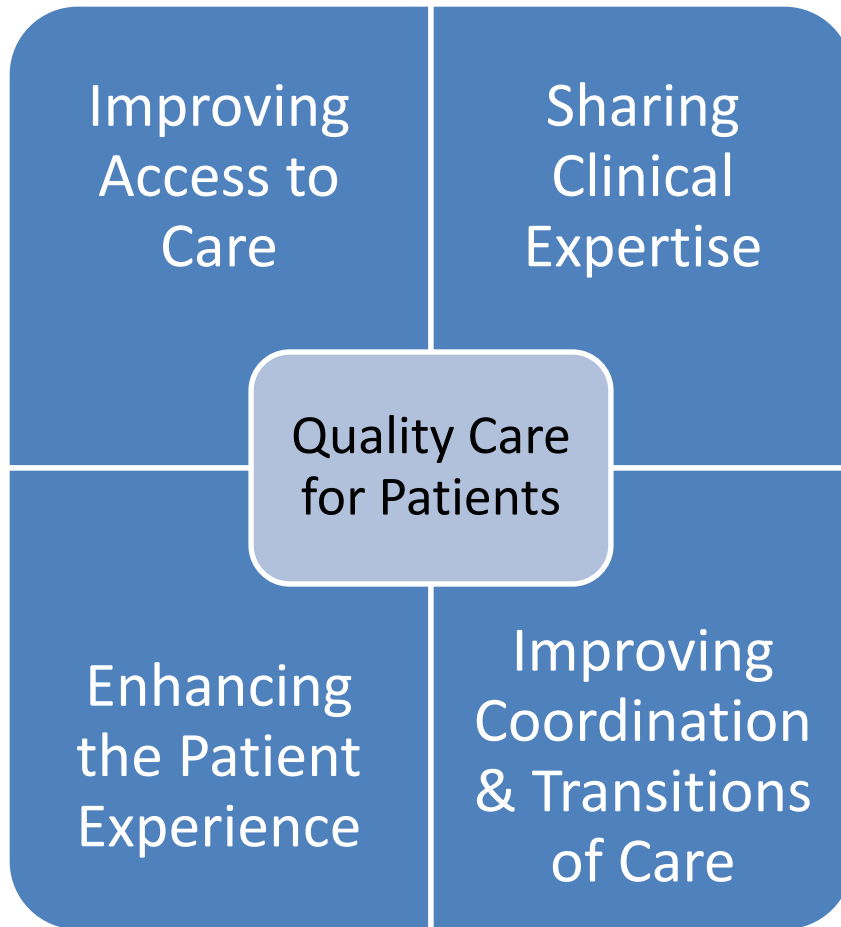 Improving
Access to
Care
Sharing
Clinical
Expertise
Quality Care
for Patients
Enhancing
the Patient
Experience
Improving
Coordination
& Transitions
of Care